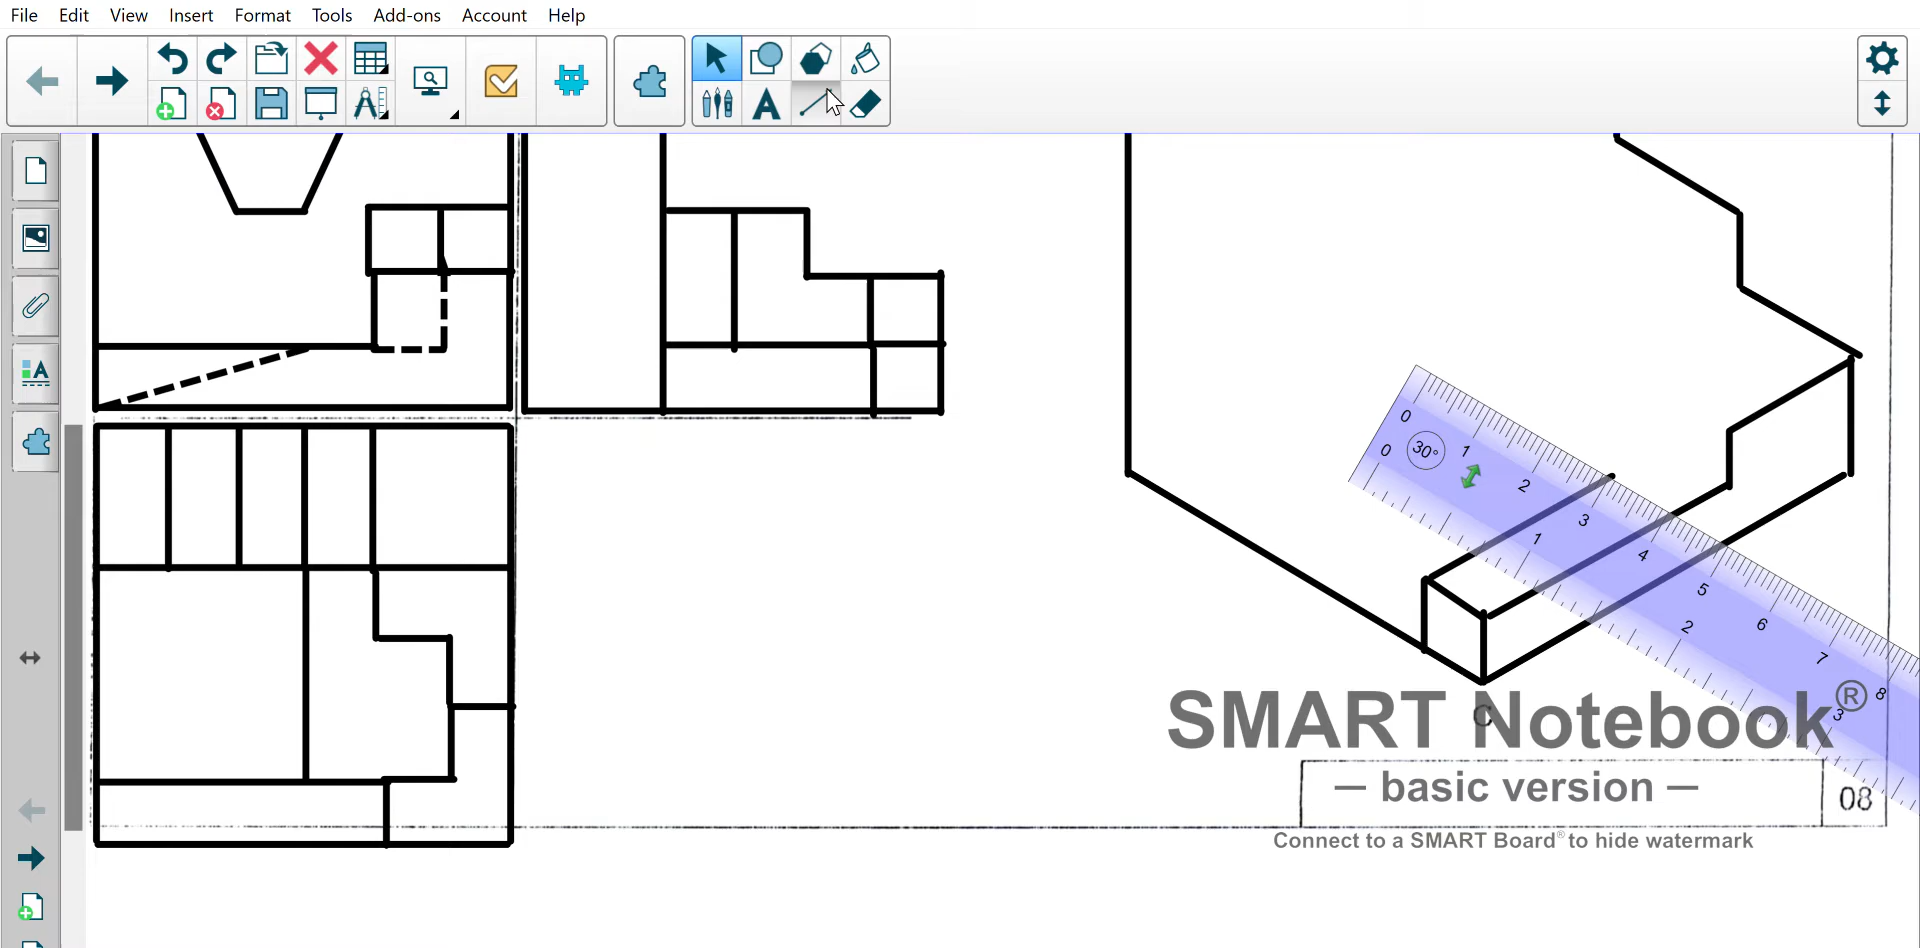 File Edit View Insert Format Tools Add-ons Account Help
0 1 2 3 4 5 6 7 8
30°
0 1 2 3
C
SMART Notebook®
— basic version —
08
Connect to a SMART Board® to hide watermark